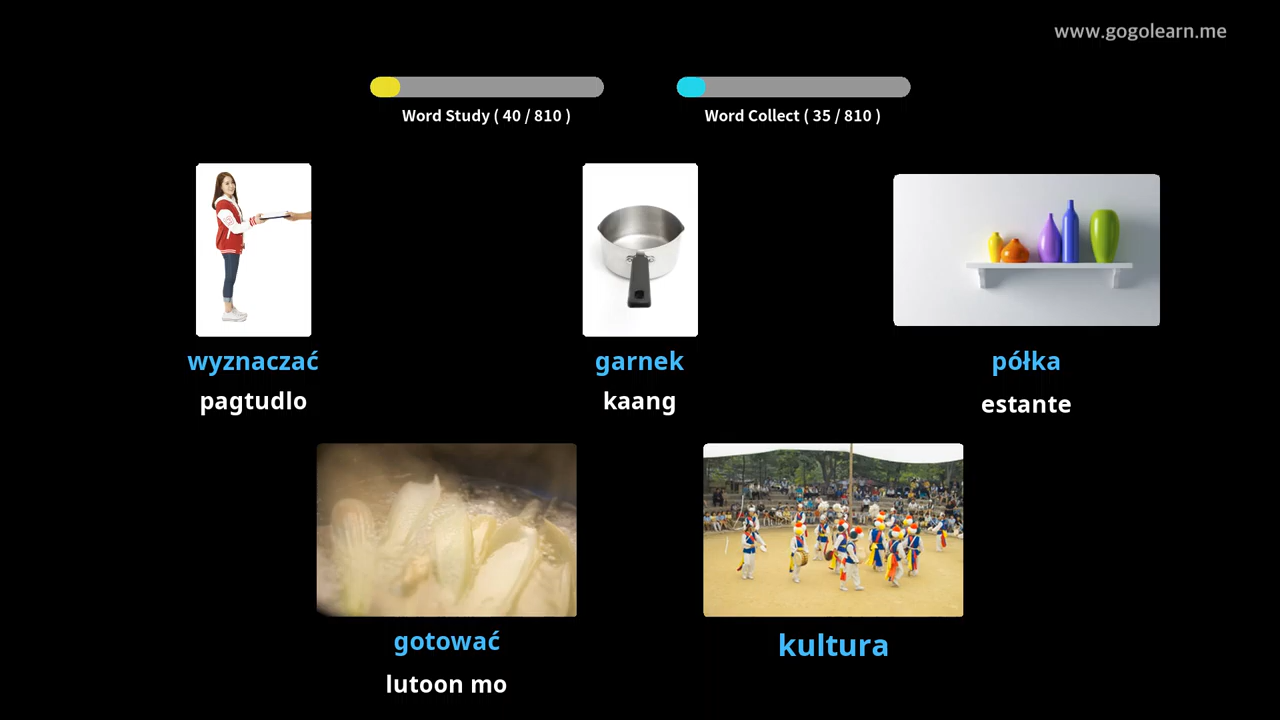 www.gogolearn.me
Word Study ( 40 / 810 )
Word Collect ( 35 / 810 )
wyznaczać
pagtudlo
garnek
kaang
półka
estante
gotować
lutoon mo
kultura